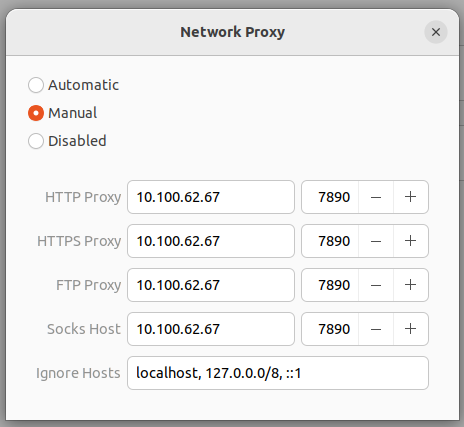 Network Proxy
Automatic
Manual
Disabled
HTTP Proxy 10.100.62.67 7890 — +
HTTPS Proxy 10.100.62.67 7890 — +
FTP Proxy 10.100.62.67 7890 — +
Socks Host 10.100.62.67 7890 — +
Ignore Hosts localhost, 127.0.0.0/8, ::1